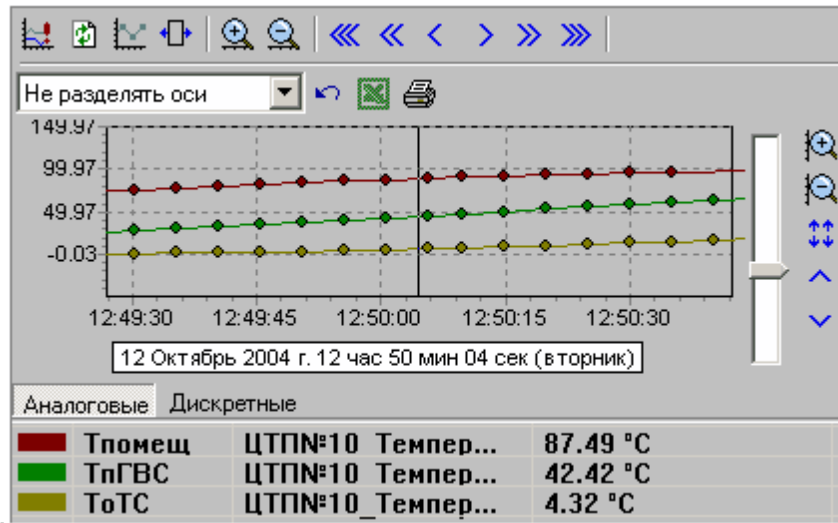 Не разделять оси
149.97
99.97
49.97
-0.03
12:49:30 12:49:45 12:50:00 12:50:15 12:50:30
12 Октябрь 2004 г. 12 час 50 мин 04 сек (вторник)
Аналоговые Дискретные
Тпомещ ЦТП№10_Темпер... 87.49 °C
ТпГВС ЦТП№10_Темпер... 42.42 °C
ТоТС ЦТП№10_Темпер... 4.32 °C